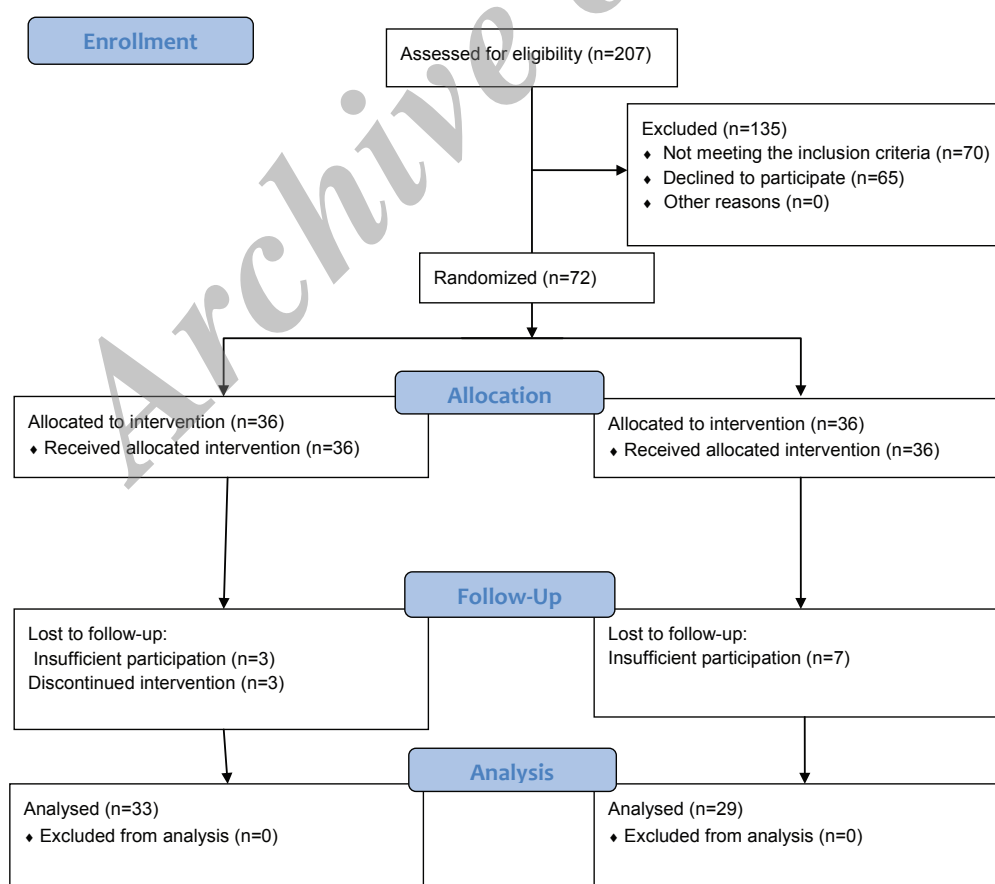 Enrollment
Assessed for eligibility (n=207)
Excluded (n=135)
♦ Not meeting the inclusion criteria (n=70)
♦ Declined to participate (n=65)
♦ Other reasons (n=0)
Randomized (n=72)
Allocation
Allocated to intervention (n=36)
♦ Received allocated intervention (n=36)
Allocated to intervention (n=36)
♦ Received allocated intervention (n=36)
Follow-Up
Lost to follow-up:
Insufficient participation (n=3)
Discontinued intervention (n=3)
Lost to follow-up:
Insufficient participation (n=7)
Analysis
Analysed (n=33)
♦ Excluded from analysis (n=0)
Analysed (n=29)
♦ Excluded from analysis (n=0)
Archive